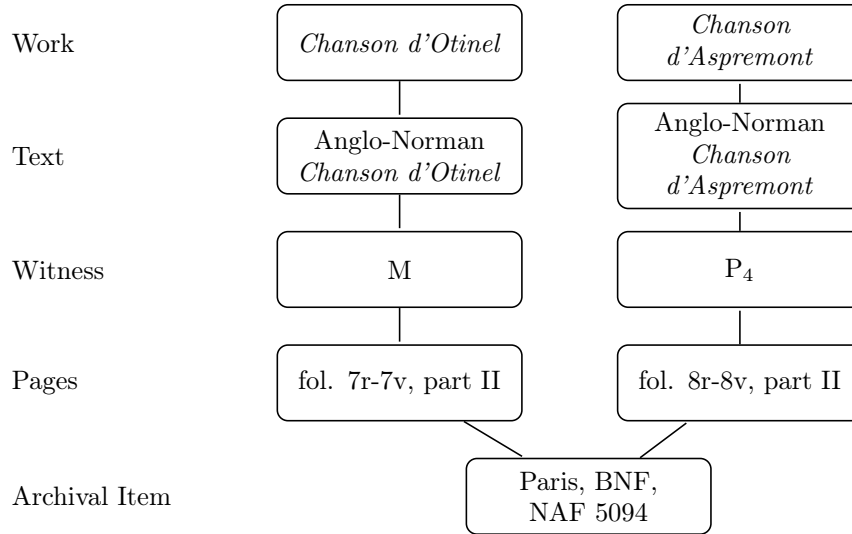 Work
Chanson d'Otinel
Chanson
d'Aspremont
Text
Anglo-Norman
Chanson d'Otinel
Anglo-Norman
Chanson
d'Aspremont
Witness
M
P₄
Pages
fol. 7r-7v, part II
fol. 8r-8v, part II
Archival Item
Paris, BNF,
NAF 5094